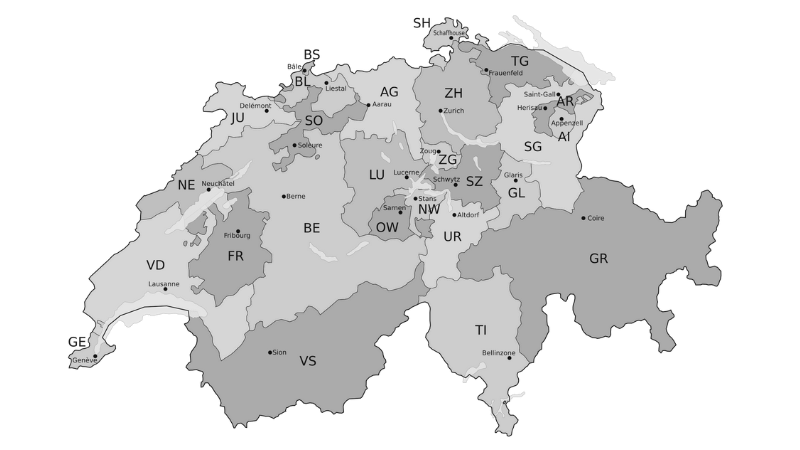 SH
Schaffhouse
BS
Bâle
BL
Liestal
TG
Frauenfeld
AG
ZH
Saint-Gall
AR
Herisau
Delémont
JU
Aarau
Zurich
SO
Appenzell
AI
SG
Soleure
Zoug
ZG
Glaris
LU
Lucerne
Schwytz
SZ
NE
Neuchâtel
GL
Berne
Stans
NW
Sarnen
Altdorf
Coire
OW
BE
UR
Fribourg
FR
GR
VD
Lausanne
TI
GE
Genève
Sion
VS
Bellinzone